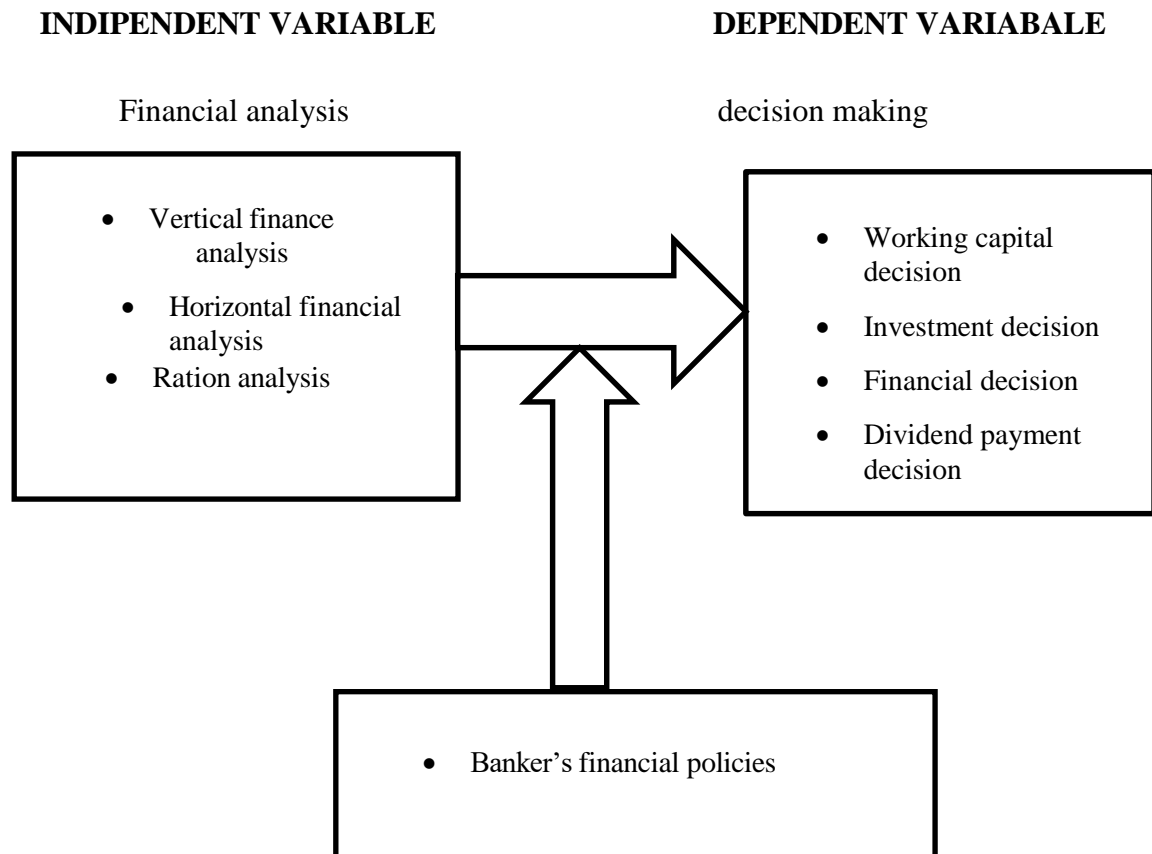 INDIPENDENT VARIABLE
DEPENDENT VARIABALE
Financial analysis
decision making
• Vertical finance
analysis
• Horizontal financial
analysis
• Ration analysis
• Working capital
decision
• Investment decision
• Financial decision
• Dividend payment
decision
• Banker’s financial policies